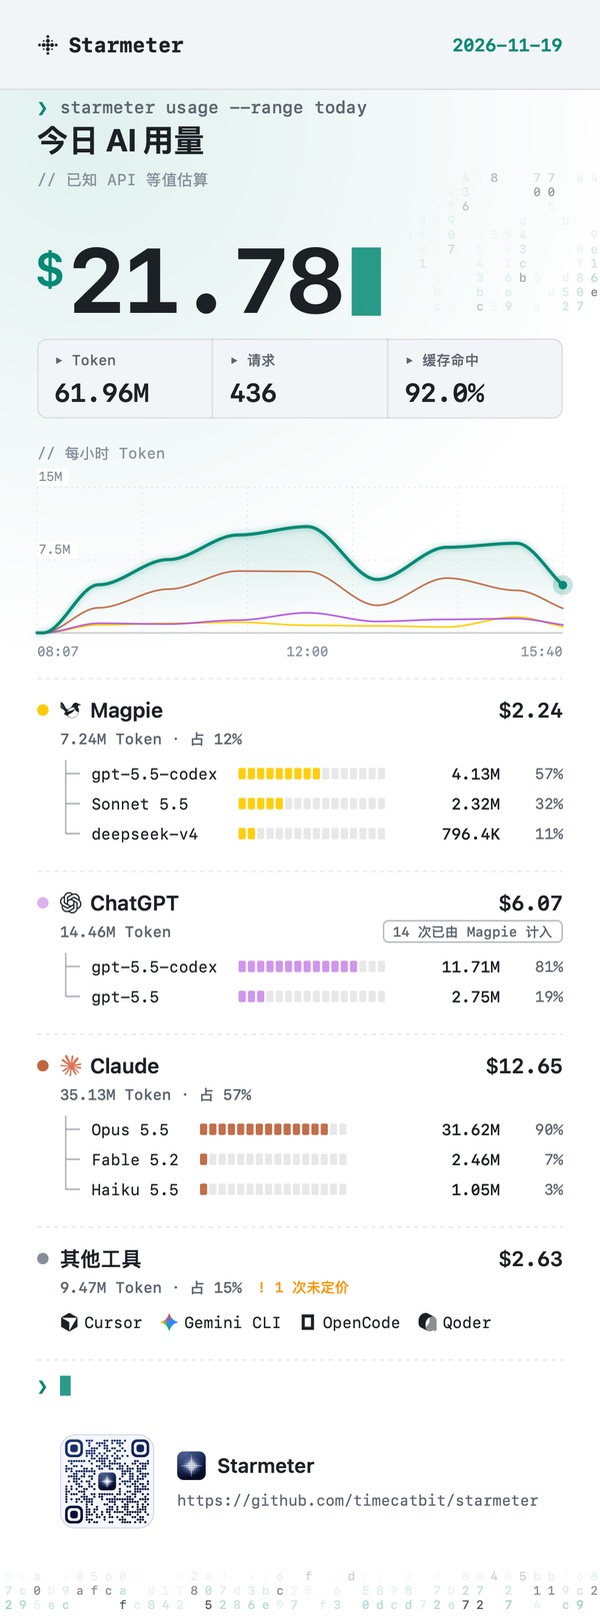 Starmeter
2026-11-19
❯ starmeter usage --range today
今日 AI 用量
// 已知 API 等值估算
$21.78
▸ Token
▸ 请求
▸ 缓存命中
61.96M
436
92.0%
// 每小时 Token
15M
7.5M
08:07
12:00
15:40
Magpie
$2.24
7.24M Token · 占 12%
gpt-5.5-codex 4.13M 57%
Sonnet 5.5 2.32M 32%
deepseek-v4 796.4K 11%
ChatGPT
$6.07
14.46M Token
14 次已由 Magpie 计入
gpt-5.5-codex 11.71M 81%
gpt-5.5 2.75M 19%
Claude
$12.65
35.13M Token · 占 57%
Opus 5.5 31.62M 90%
Fable 5.2 2.46M 7%
Haiku 5.5 1.05M 3%
其他工具
$2.63
9.47M Token · 占 15% ! 1 次未定价
Cursor Gemini CLI OpenCode Qoder
❯
Starmeter
https://github.com/timecatbit/starmeter